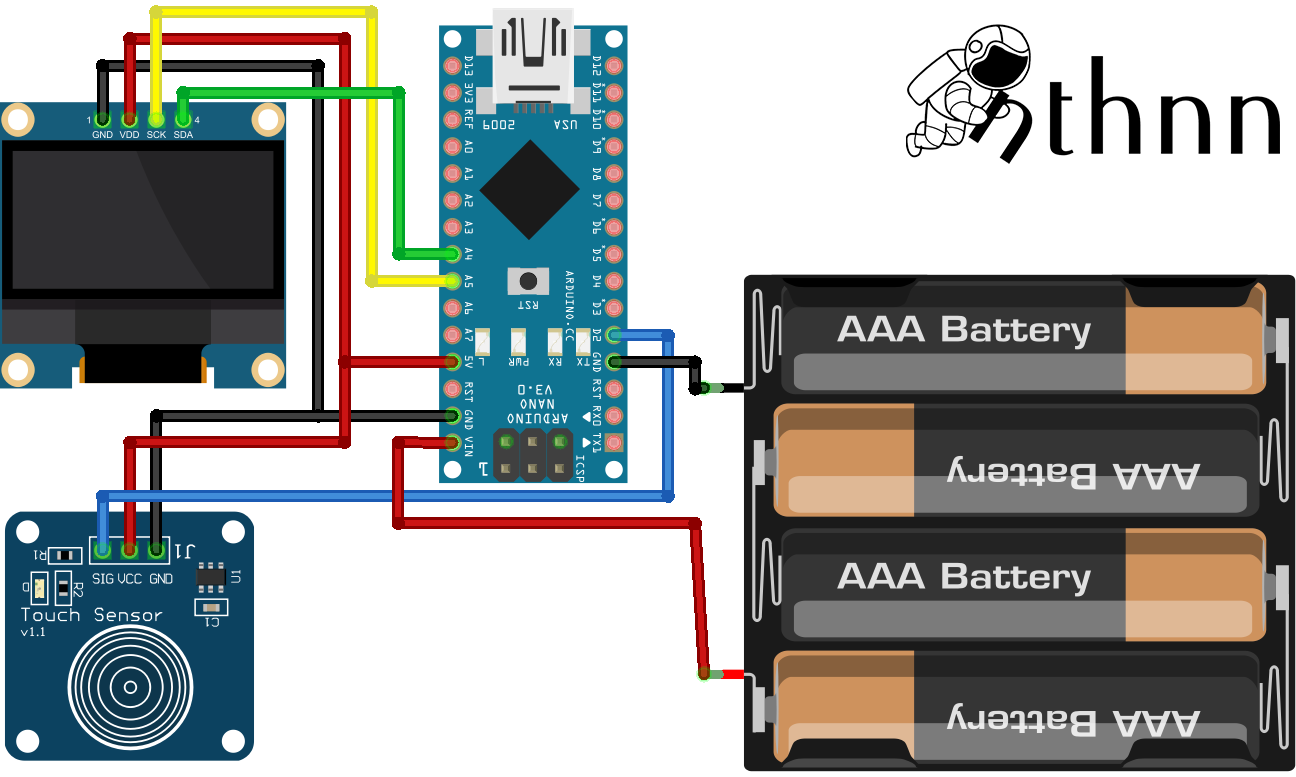 nthnn
1 GND VDD SCK SDA 4
D13
3V3
REF
A0
A1
A2
A3
A4
A5
A6
A7
5V
RST
GND
VIN
2009
USA
RST
ARDUINO.CC
L PWR RX TX
ARDUINO
NANO
V3.0
ICSP
1
D12
D11
D10
D9
D8
D7
D6
D5
D4
D3
D2
GND
RST
RX0
TX1
AAA Battery
AAA Battery
AAA Battery
AAA Battery
J1
R1
SIG VCC GND
U1
D
R2
C1
Touch Sensor
v1.1